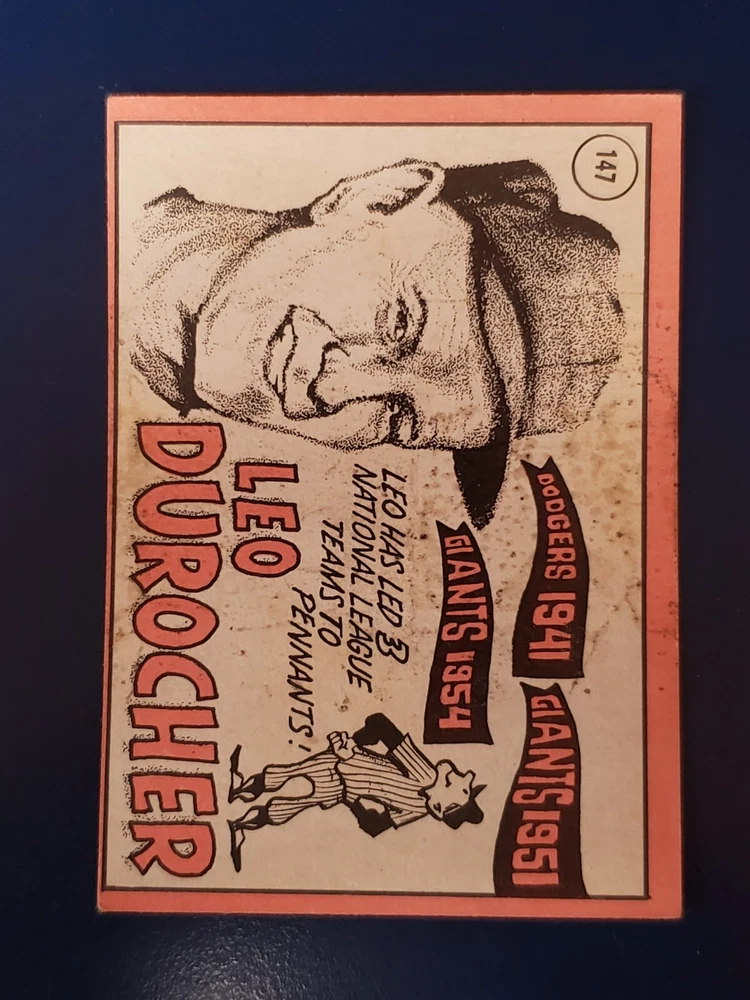 147
DODGERS 1941
GIANTS 1951
GIANTS 1954
LEO HAS LED 3
NATIONAL LEAGUE
TEAMS TO
PENNANTS!
LEO
DUROCHER